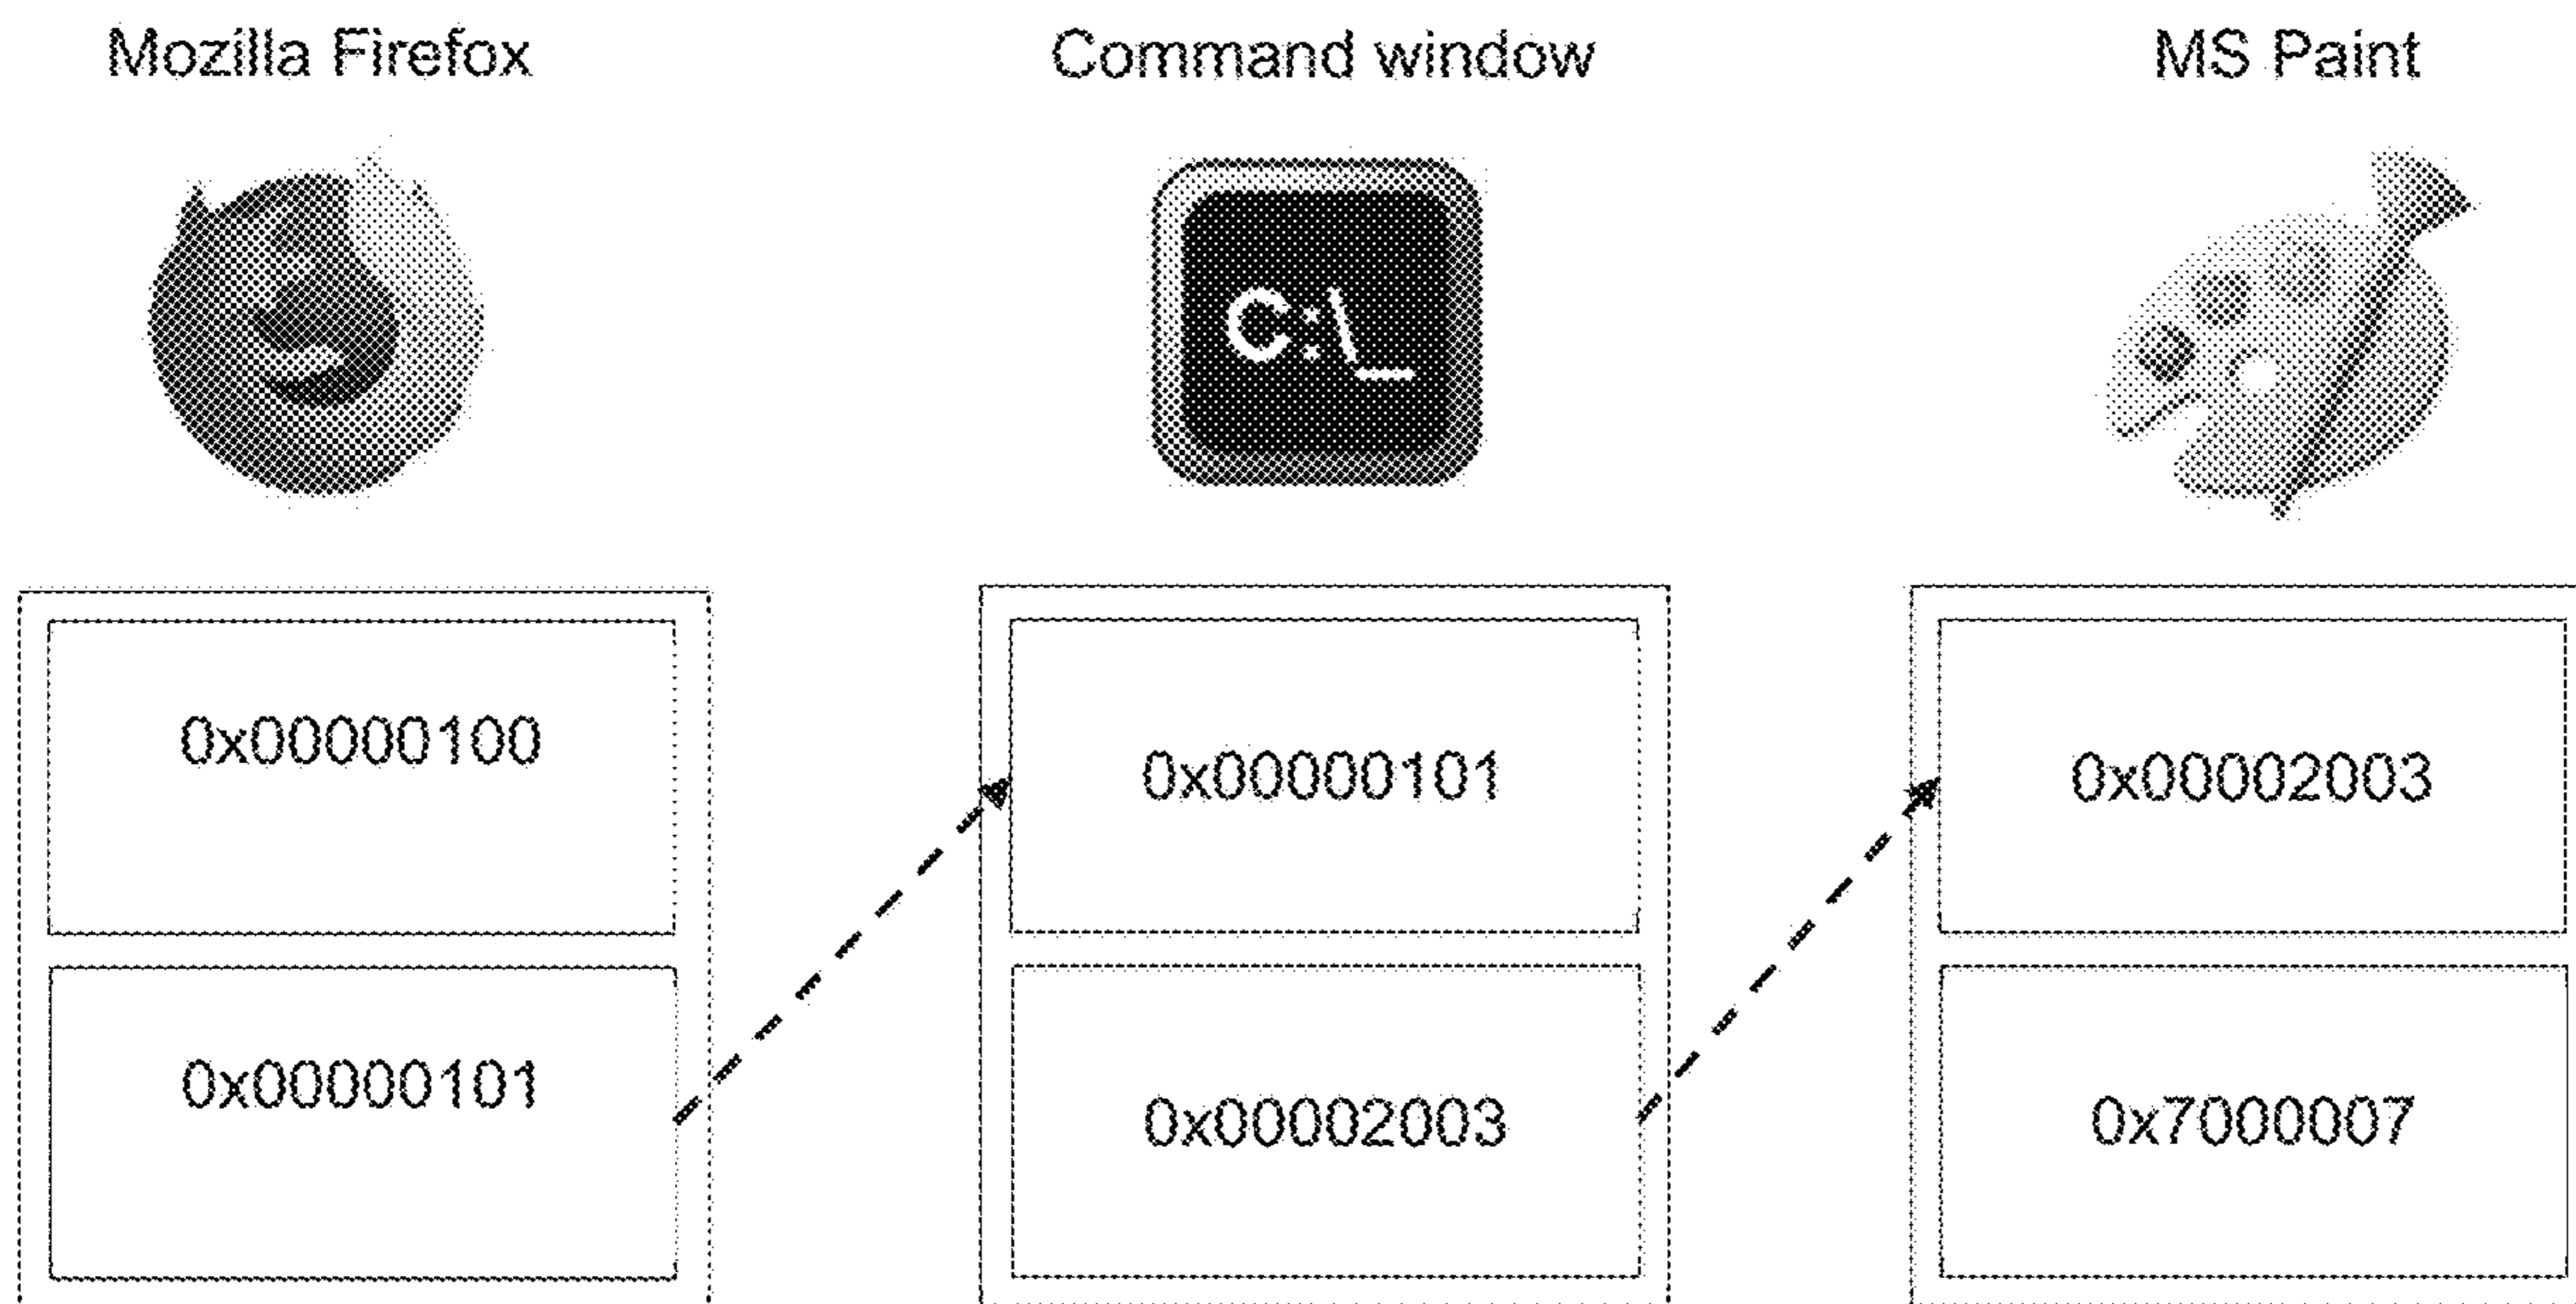 Mozilla Firefox
Command window
MS Paint
C:\_
0x00000100
0x00000101
0x00002003
0x00000101
0x00002003
0x7000007